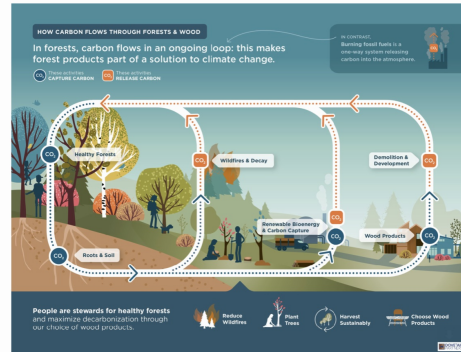 HOW CARBON FLOWS THROUGH FORESTS & WOOD
In forests, carbon flows in an ongoing loop: this makes
forest products part of a solution to climate change.
CO₂ These activities
CAPTURE CARBON
CO₂ These activities
RELEASE CARBON
IN CONTRAST
Burning fossil fuels is a
one-way system releasing
carbon into the atmosphere.
CO₂
CO₂ Healthy Forests
CO₂ Wildfires & Decay
Demolition &
Development CO₂
Renewable Bioenergy
& Carbon Capture
CO₂
CO₂
Wood Products CO₂
CO₂ Roots & Soil
People are stewards for healthy forests
and maximize decarbonization through
our choice of wood products.
Reduce
Wildfires
Plant
Trees
Harvest
Sustainably
Choose Wood
Products